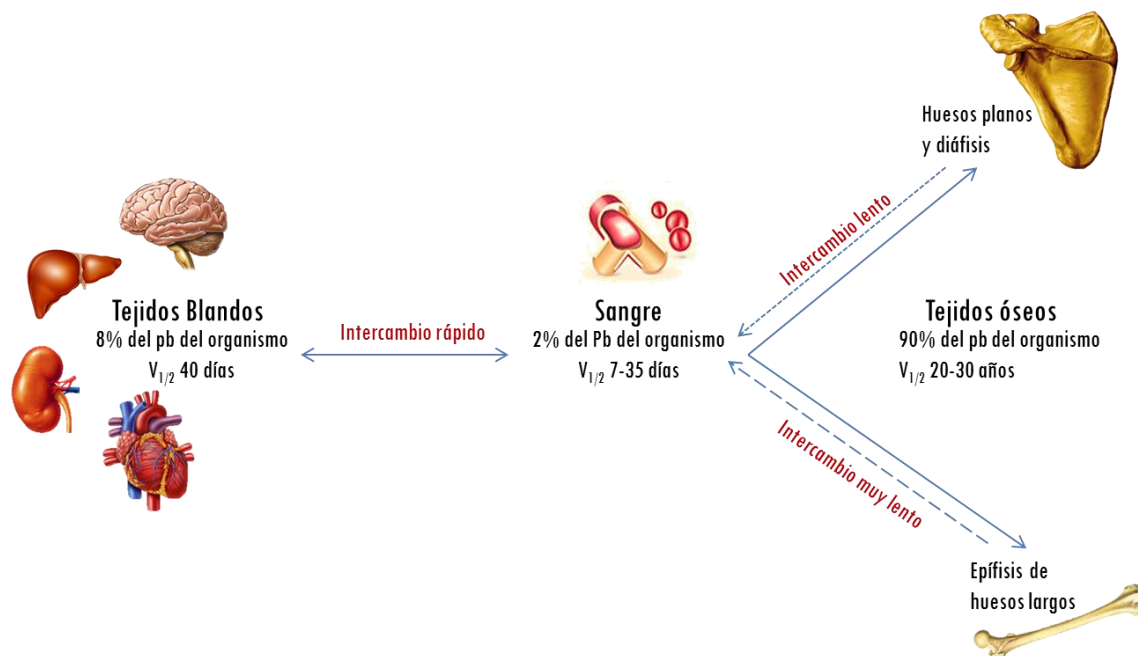 Huesos planos
y diáfisis
Intercambio lento
Tejidos Blandos
8% del pb del organismo
V1/2 40 días
Intercambio rápido
Sangre
2% del Pb del organismo
V1/2 7-35 días
Tejidos óseos
90% del pb del organismo
V1/2 20-30 años
Intercambio muy lento
Epífisis de
huesos largos